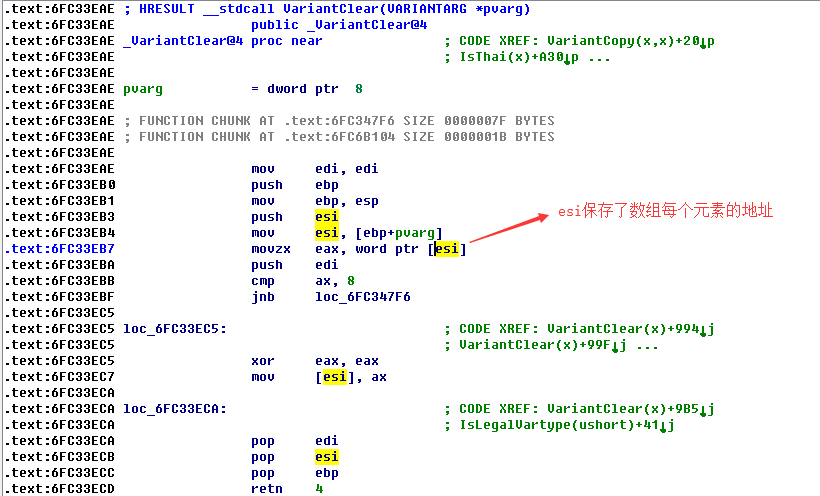 .text:6FC33EAE ; HRESULT __stdcall VariantClear(VARIANTARG *pvarg)
.text:6FC33EAE                 public _VariantClear@4
.text:6FC33EAE _VariantClear@4 proc near               ; CODE XREF: VariantCopy(x,x)+20↓p
.text:6FC33EAE                                         ; IsThai(x)+A30↓p ...
.text:6FC33EAE
.text:6FC33EAE pvarg           = dword ptr  8
.text:6FC33EAE
.text:6FC33EAE ; FUNCTION CHUNK AT .text:6FC347F6 SIZE 0000007F BYTES
.text:6FC33EAE ; FUNCTION CHUNK AT .text:6FC6B104 SIZE 0000001B BYTES
.text:6FC33EAE
.text:6FC33EAE                 mov     edi, edi
.text:6FC33EB0                 push    ebp
.text:6FC33EB1                 mov     ebp, esp
.text:6FC33EB3                 push    esi
esi保存了数组每个元素的地址
.text:6FC33EB4                 mov     esi, [ebp+pvarg]
.text:6FC33EB7                 movzx   eax, word ptr [esi]
.text:6FC33EBA                 push    edi
.text:6FC33EBB                 cmp     ax, 8
.text:6FC33EBF                 jnb     loc_6FC347F6
.text:6FC33EC5
.text:6FC33EC5 loc_6FC33EC5:                           ; CODE XREF: VariantClear(x)+994↓j
.text:6FC33EC5                                         ; VariantClear(x)+99F↓j ...
.text:6FC33EC5                 xor     eax, eax
.text:6FC33EC7                 mov     [esi], ax
.text:6FC33ECA
.text:6FC33ECA loc_6FC33ECA:                           ; CODE XREF: VariantClear(x)+9B5↓j
.text:6FC33ECA                                         ; IsLegalVartype(ushort)+41↓j
.text:6FC33ECA                 pop     edi
.text:6FC33ECB                 pop     esi
.text:6FC33ECC                 pop     ebp
.text:6FC33ECD                 retn    4